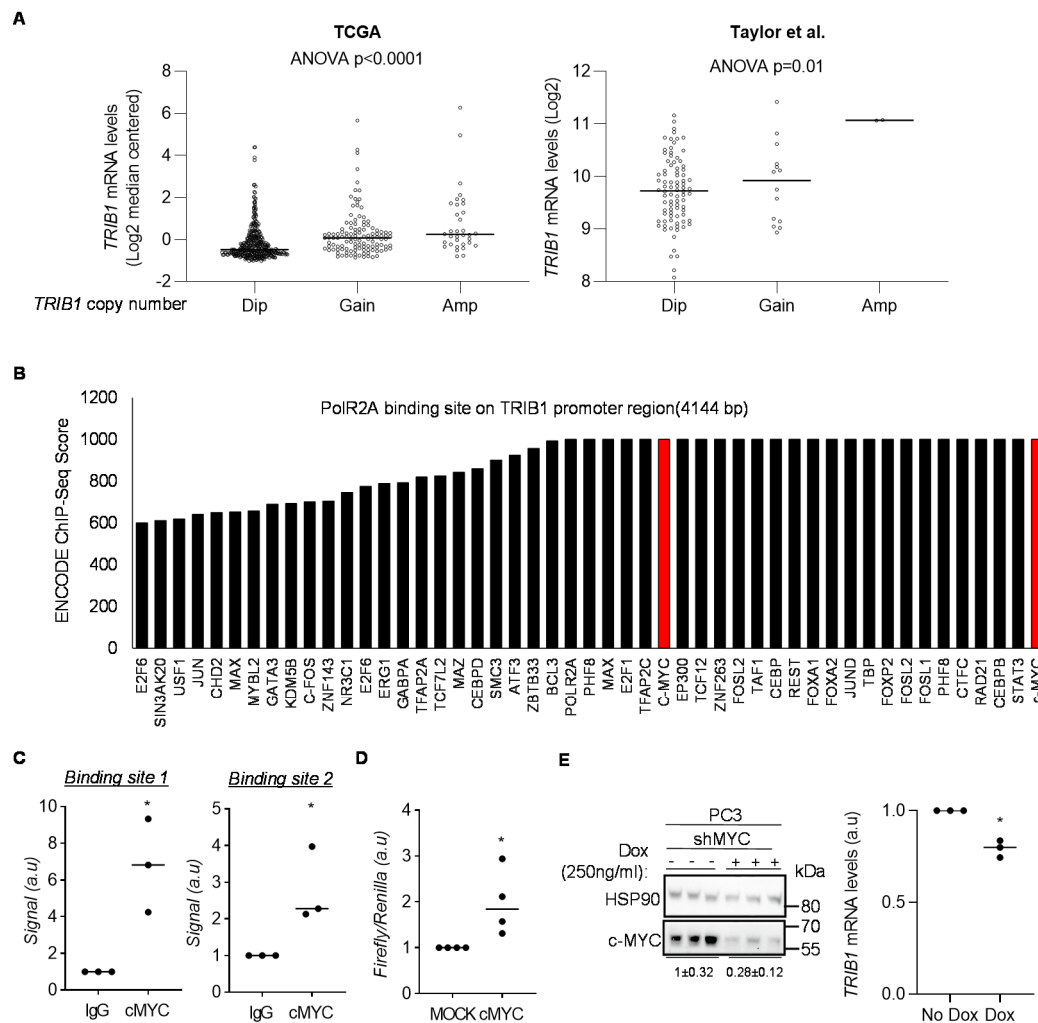 A
TCGA
ANOVA p<0.0001
TRIB1 mRNA levels
(Log2 median centered)
8
6
4
2
0
-2
TRIB1 copy number
Dip Gain Amp
Taylor et al.
ANOVA p=0.01
TRIB1 mRNA levels (Log2)
12
11
10
9
8
Dip Gain Amp
B
PolR2A binding site on TRIB1 promoter region(4144 bp)
ENCODE ChIP-Seq Score
1200
1000
800
600
400
200
0
E2F6
SIN3AK20
USF1
JUN
CHD2
MAX
MYBL2
GATA3
KDM5B
C-FOS
ZNF143
NR3C1
E2F6
ERG1
GABPA
TFAP2A
TCF7L2
MAZ
CEBPD
SMC3
ATF3
ZBTB33
BCL3
POLR2A
PHF8
MAX
E2F1
TFAP2C
C-MYC
EP300
TCF12
ZNF263
FOSL2
TAF1
CEBP
REST
FOXA1
FOXA2
JUND
TBP
FOXP2
FOSL2
FOSL1
PHF8
CTFC
RAD21
CEBPB
STAT3
c-MYC
C
Binding site 1
Signal (a.u)
10
8
6
4
2
0
*
IgG cMYC
Binding site 2
Signal (a.u)
5
4
3
2
1
0
*
IgG cMYC
D
Firefly/Renilla (a.u)
4
3
2
1
0
*
MOCK cMYC
E
PC3
shMYC
Dox
(250ng/ml):
- - - + + +
kDa
HSP90
80
70
c-MYC
55
1±0.32 0.28±0.12
TRIB1 mRNA levels (a.u)
1.0
0.5
0.0
*
No Dox Dox